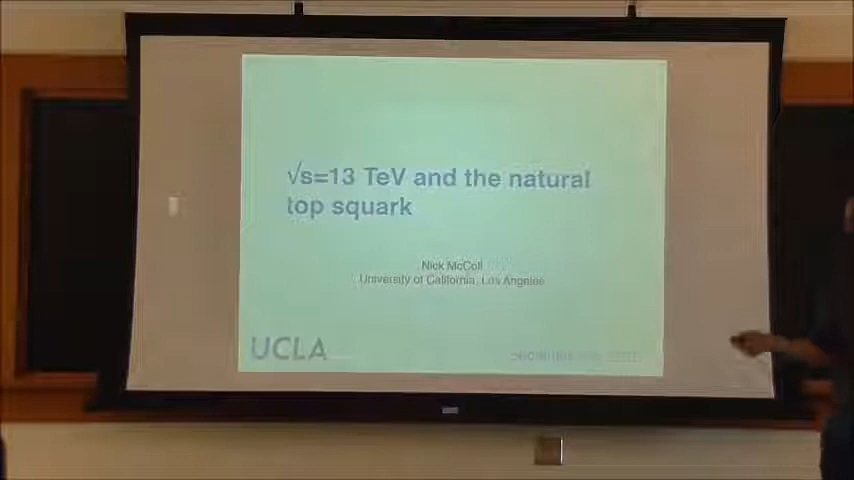 √s=13 TeV and the natural
top squark
Nick McColl
University of California, Los Angeles
UCLA